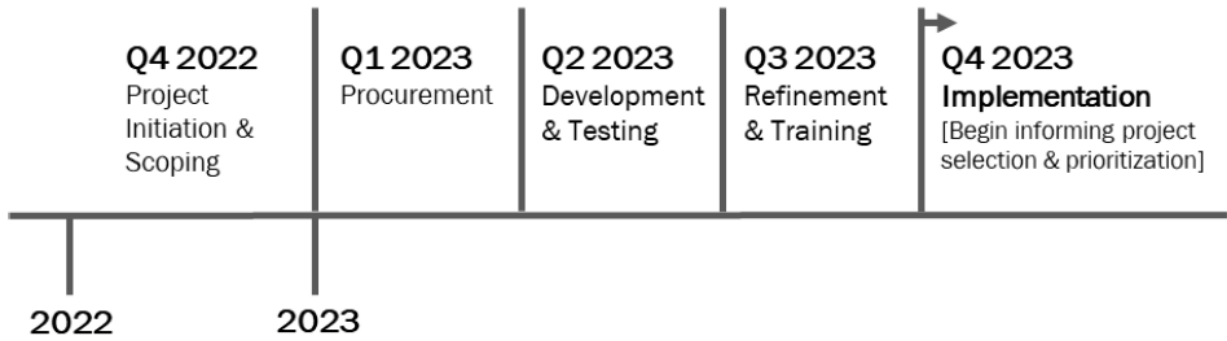 Q4 2022
Project
Initiation &
Scoping
Q1 2023
Procurement
Q2 2023
Development
& Testing
Q3 2023
Refinement
& Training
Q4 2023
Implementation
[Begin informing project
selection & prioritization]
2022
2023